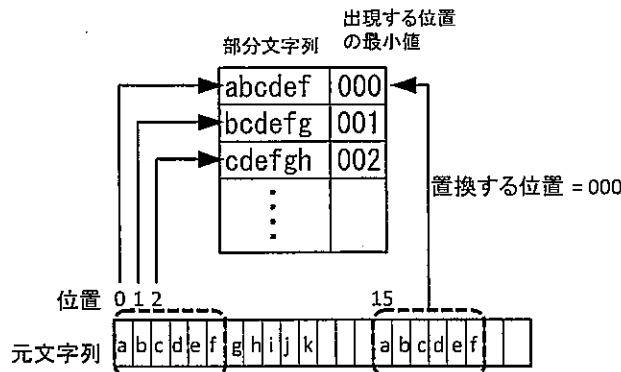 部分文字列
出現する位置
の最小値
abcdef 000
bcdefg 001
cdefgh 002
置換する位置 = 000
位置 0 1 2 15
元文字列 a b c d e f g h i j k a b c d e f